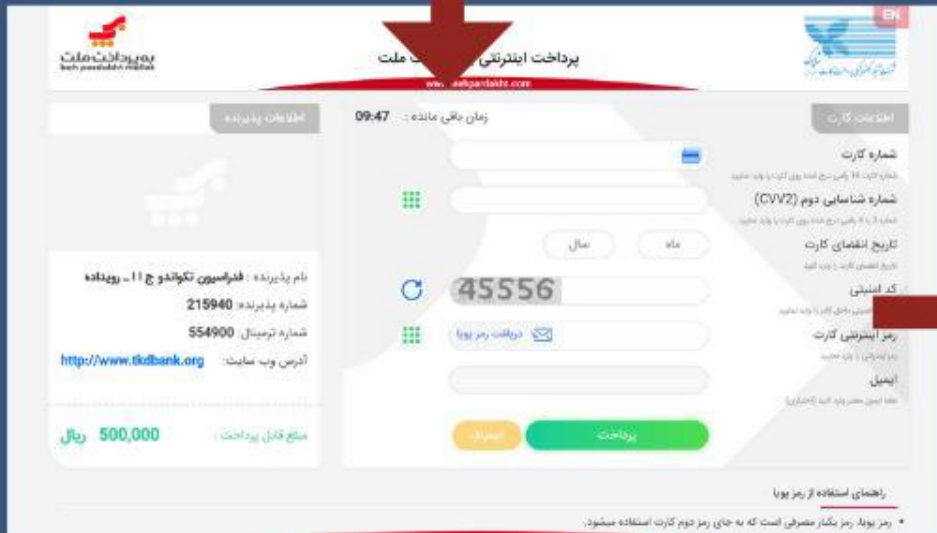 EN
به‌پرداخت ملت
beh pardakht mellat
پرداخت اینترنتی
ملت
اطلاعات کارت
زمان باقی مانده : 09:47
اطلاعات پذیرنده
شماره کارت
شماره شناسایی دوم (CVV2)
تاریخ انقضای کارت
ماه
سال
کد امنیتی
45556
رمز اینترنتی کارت
دریافت رمز پویا
ایمیل
پرداخت
انصراف
نام پذیرنده : فدراسیون تکواندو ج ا ا _ رویداده
شماره پذیرنده: 215940
شماره ترمینال: 554900
آدرس وب سایت: http://www.tkdbank.org
مبلغ قابل پرداخت : 500,000 ریال
راهنمای استفاده از رمز پویا
• رمز پویا، رمز یکبار مصرفی است که به جای رمز دوم کارت استفاده میشود.